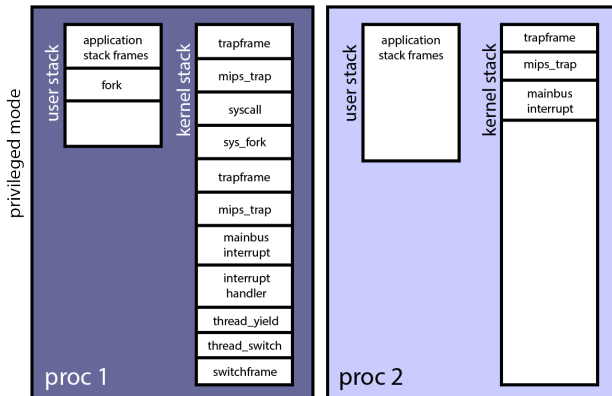 privileged mode
user stack
application
stack frames
fork
kernel stack
trapframe
mips_trap
syscall
sys_fork
trapframe
mips_trap
mainbus
interrupt
interrupt
handler
thread_yield
thread_switch
switchframe
proc 1
user stack
application
stack frames
kernel stack
trapframe
mips_trap
mainbus
interrupt
proc 2